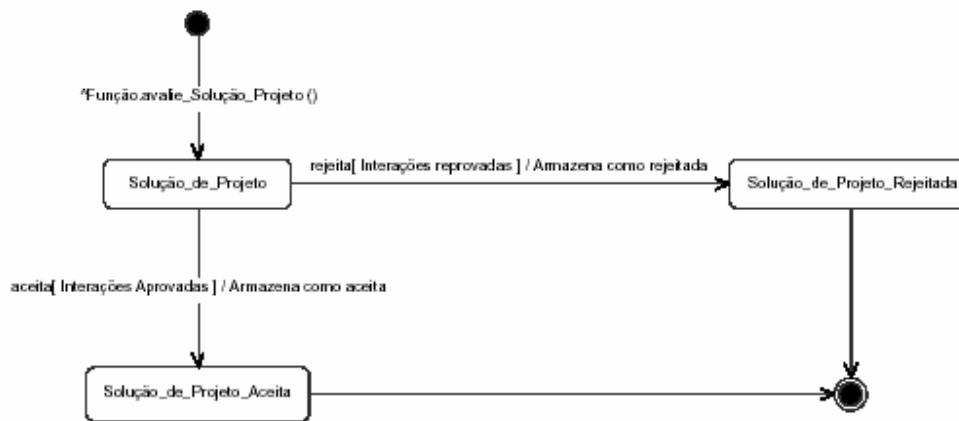 ^Função.avalie_Solução_Projeto ()
rejeita[ Interações reprovadas ] / Armazena como rejeitada
Solução_de_Projeto
Solução_de_Projeto_Rejeitada
aceita[ Interações Aprovadas ] / Armazena como aceita
Solução_de_Projeto_Aceita